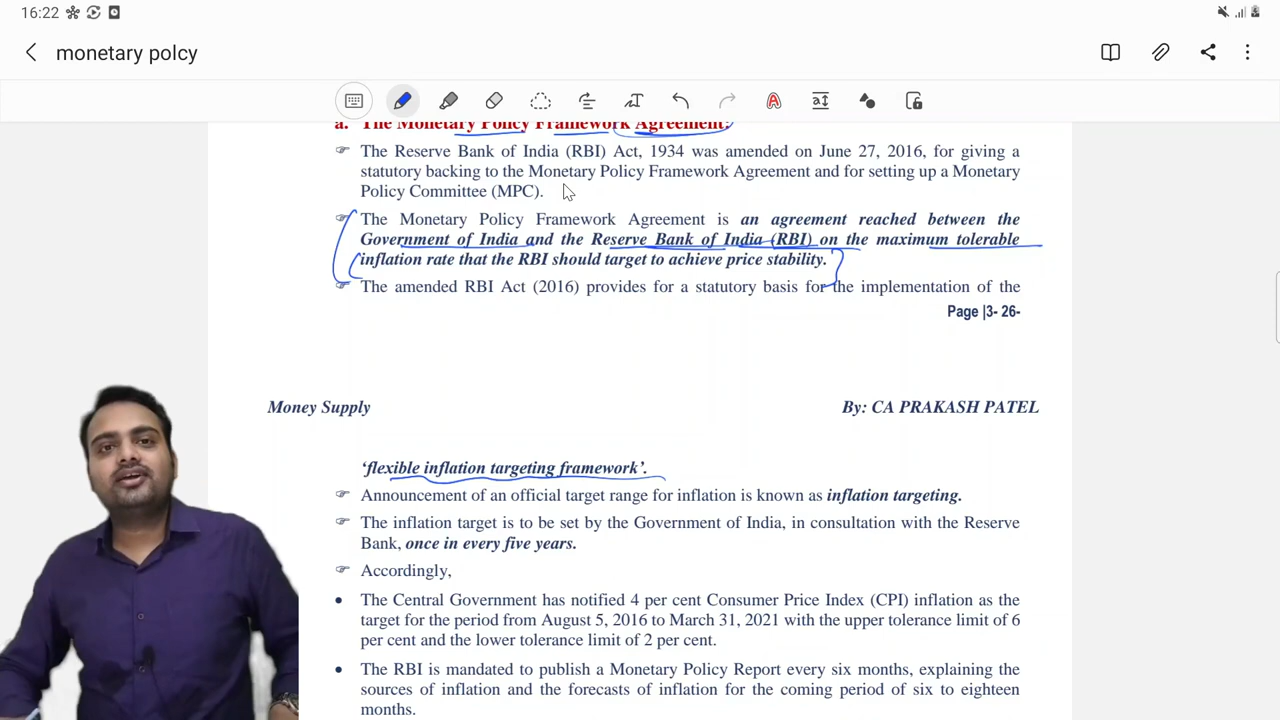 16:22
monetary polcy
a. The Monetary Policy Framework Agreement:
The Reserve Bank of India (RBI) Act, 1934 was amended on June 27, 2016, for giving a
statutory backing to the Monetary Policy Framework Agreement and for setting up a Monetary
Policy Committee (MPC).
The Monetary Policy Framework Agreement is an agreement reached between the
Government of India and the Reserve Bank of India (RBI) on the maximum tolerable
inflation rate that the RBI should target to achieve price stability.
The amended RBI Act (2016) provides for a statutory basis for the implementation of the
Page |3- 26-
Money Supply By: CA PRAKASH PATEL
‘flexible inflation targeting framework’.
Announcement of an official target range for inflation is known as inflation targeting.
The inflation target is to be set by the Government of India, in consultation with the Reserve
Bank, once in every five years.
Accordingly,
• The Central Government has notified 4 per cent Consumer Price Index (CPI) inflation as the
target for the period from August 5, 2016 to March 31, 2021 with the upper tolerance limit of 6
per cent and the lower tolerance limit of 2 per cent.
• The RBI is mandated to publish a Monetary Policy Report every six months, explaining the
sources of inflation and the forecasts of inflation for the coming period of six to eighteen
months.